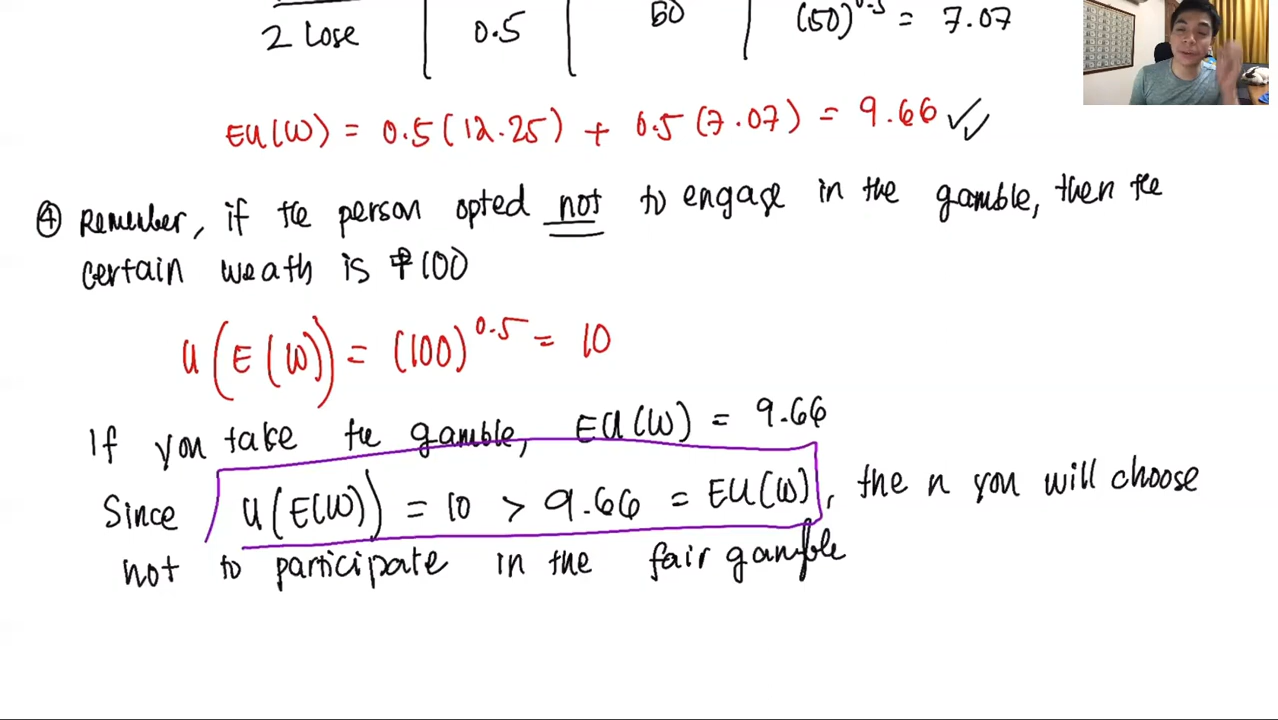 2 Lose 0.5 50 (50)^0.5 = 7.07
EU(W) = 0.5(12.25) + 0.5(7.07) = 9.66 ✓✓
④ Remember, if the person opted not to engage in the gamble, then the
certain weath is ₱100
U(E(W)) = (100)^0.5 = 10
If you take the gamble, EU(W) = 9.66
Since U(E(W)) = 10 > 9.66 = EU(W), the n you will choose
not to participate in the fair gamble